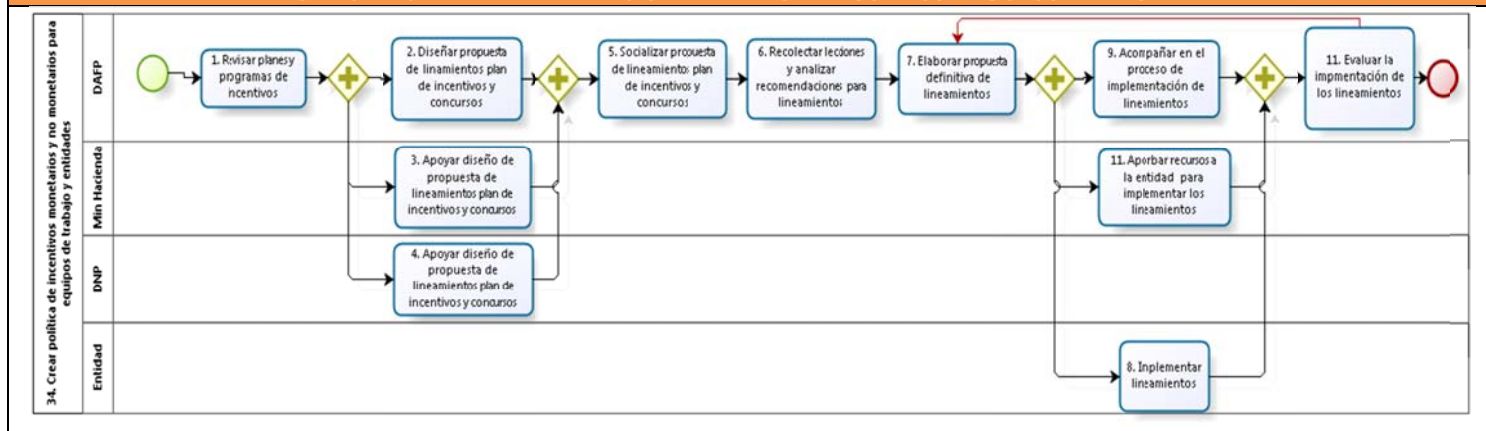 34. Crear política de incentivos monetarios y no monetarios para
equipos de trabajo y entidades
DAFP
1. Rvisar planes y
programas de
incentivos
2. Diseñar propuesta
de linamientos plan
de incentivos y
concursos
5. Socializar propuesta
de lineamiento: plan
de incentivos y
concursos
6. Recolectar lecciones
y analizar
recomendaciones para
lineamientos
7. Elaborar propuesta
definitiva de
lineamientos
9. Acompañar en el
proceso de
implementación de
lineamientos
11. Evaluar la
impmentación de
los lineamientos
Min Hacienda
3. Apoyar diseño de
propuesta de
lineamientos plan de
incentivos y concursos
11. Aporbar recursos a
la entidad para
implementar los
lineamientos
DNP
4. Apoyar diseño de
propuesta de
lineamientos plan de
incentivos y concursos
Entidad
8. Inplementar
lineamientos